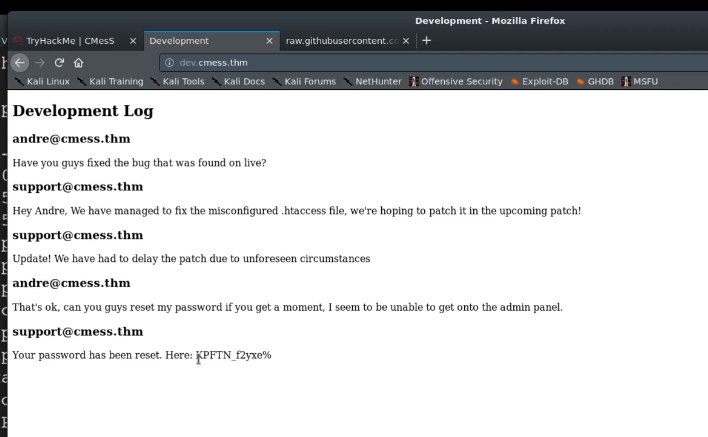 Development - Mozilla Firefox
TryHackMe | CMesS
Development
raw.githubusercontent.co
dev.cmess.thm
Kali Linux Kali Training Kali Tools Kali Docs Kali Forums NetHunter Offensive Security Exploit-DB GHDB MSFU
Development Log
andre@cmess.thm
Have you guys fixed the bug that was found on live?
support@cmess.thm
Hey Andre, We have managed to fix the misconfigured .htaccess file, we're hoping to patch it in the upcoming patch!
support@cmess.thm
Update! We have had to delay the patch due to unforeseen circumstances
andre@cmess.thm
That's ok, can you guys reset my password if you get a moment, I seem to be unable to get onto the admin panel.
support@cmess.thm
Your password has been reset. Here: KPFTN_f2yxe%